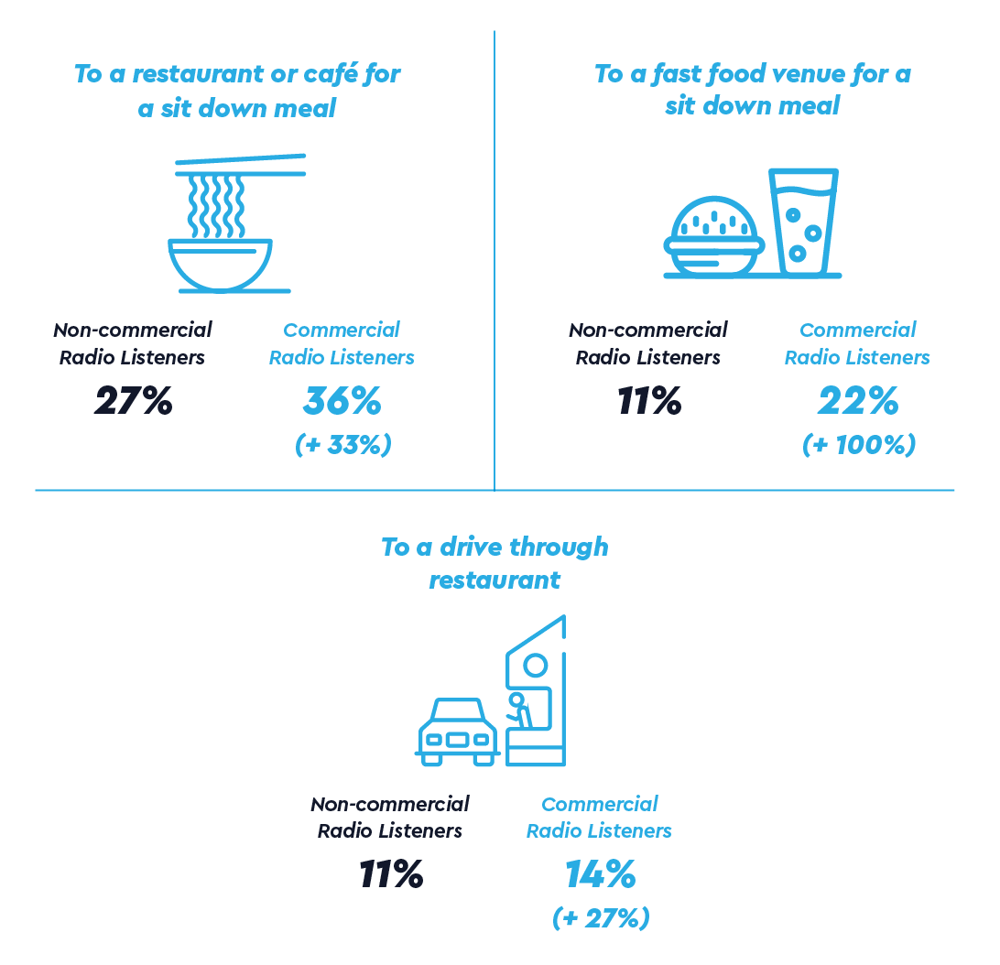 To a restaurant or café for
a sit down meal
Non-commercial
Radio Listeners
27%
Commercial
Radio Listeners
36%
(+ 33%)
To a fast food venue for a
sit down meal
Non-commercial
Radio Listeners
11%
Commercial
Radio Listeners
22%
(+ 100%)
To a drive through
restaurant
Non-commercial
Radio Listeners
11%
Commercial
Radio Listeners
14%
(+ 27%)